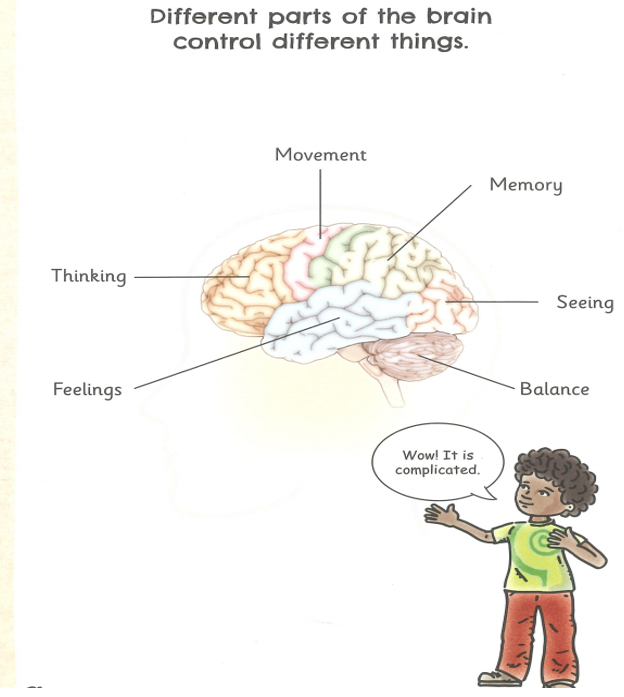 Different parts of the brain
control different things.
Movement
Memory
Thinking
Seeing
Feelings
Balance
Wow! It is
complicated.